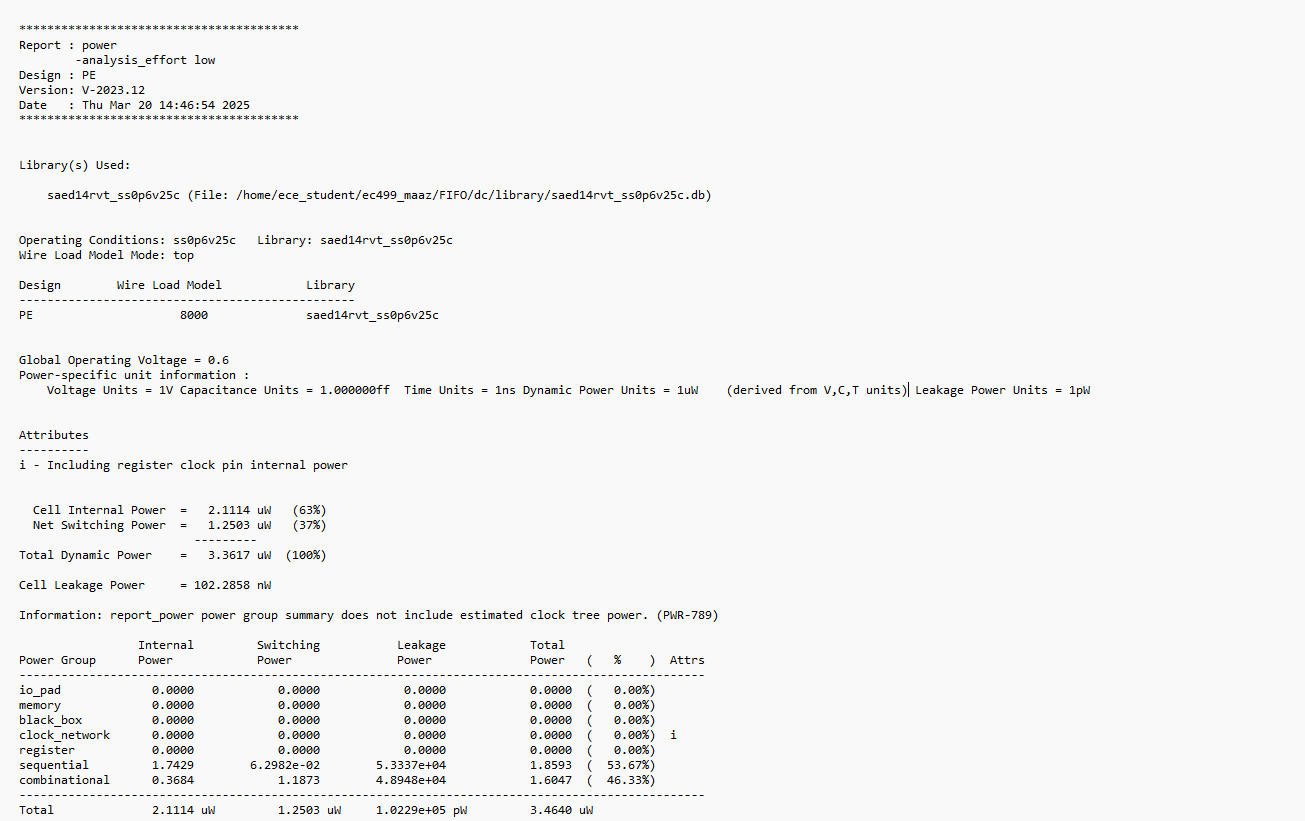 ****************************************
Report : power
        -analysis_effort low
Design : PE
Version: V-2023.12
Date   : Thu Mar 20 14:46:54 2025
****************************************
Library(s) Used:
    saed14rvt_ss0p6v25c (File: /home/ece_student/ec499_maaz/FIFO/dc/library/saed14rvt_ss0p6v25c.db)
Operating Conditions: ss0p6v25c   Library: saed14rvt_ss0p6v25c
Wire Load Model Mode: top
Design        Wire Load Model            Library
------------------------------------------------
PE                     8000              saed14rvt_ss0p6v25c
Global Operating Voltage = 0.6
Power-specific unit information :
    Voltage Units = 1V Capacitance Units = 1.000000ff  Time Units = 1ns Dynamic Power Units = 1uW    (derived from V,C,T units) Leakage Power Units = 1pW
Attributes
----------
i - Including register clock pin internal power
  Cell Internal Power  =   2.1114 uW   (63%)
  Net Switching Power  =   1.2503 uW   (37%)
                         ---------
Total Dynamic Power    =   3.3617 uW  (100%)
Cell Leakage Power     = 102.2858 nW
Information: report_power power group summary does not include estimated clock tree power. (PWR-789)
                 Internal         Switching           Leakage            Total
Power Group      Power            Power               Power              Power   (   %    )  Attrs
--------------------------------------------------------------------------------------------------
io_pad             0.0000            0.0000            0.0000            0.0000  (   0.00%)
memory             0.0000            0.0000            0.0000            0.0000  (   0.00%)
black_box          0.0000            0.0000            0.0000            0.0000  (   0.00%)
clock_network      0.0000            0.0000            0.0000            0.0000  (   0.00%)  i
register           0.0000            0.0000            0.0000            0.0000  (   0.00%)
sequential         1.7429        6.2982e-02        5.3337e+04            1.8593  (  53.67%)
combinational      0.3684            1.1873        4.8948e+04            1.6047  (  46.33%)
--------------------------------------------------------------------------------------------------
Total              2.1114 uW         1.2503 uW     1.0229e+05 pW         3.4640 uW